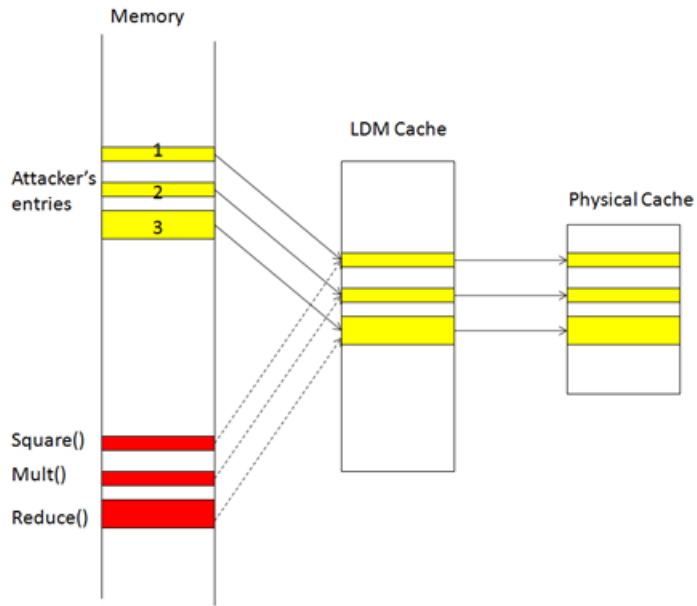 Memory
LDM Cache
Physical Cache
Attacker's
entries
1
2
3
Square()
Mult()
Reduce()